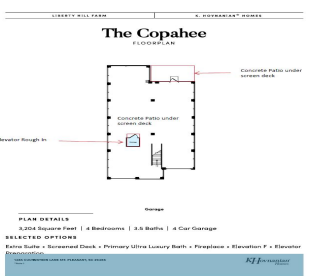 LIBERTY HILL FARM
K. HOVNANIAN® HOMES
The Copahee
FLOORPLAN
Concrete Patio under
screen deck
Concrete Patio under
screen deck
levator Rough In
Garage
PLAN DETAILS
3,204 Square Feet | 4 Bedrooms | 3.5 Baths | 4 Car Garage
SELECTED OPTIONS
Extra Suite • Screened Deck • Primary Ultra Luxury Bath • Fireplace • Elevation F • Elevator
Preparation
K. Hovnanian
Homes